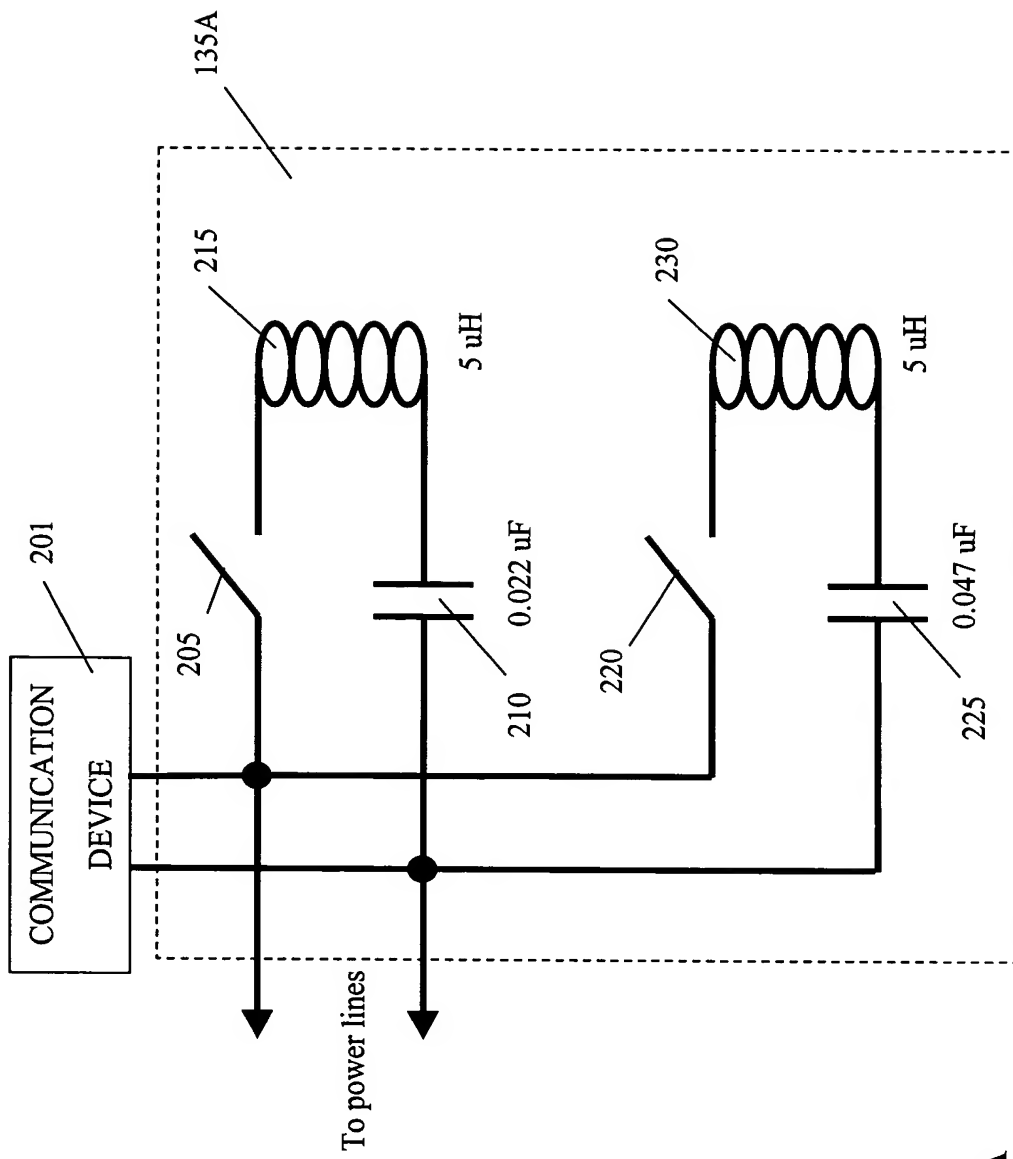 COMMUNICATION
DEVICE
201
135A
205
215
5 uH
210
0.022 uF
To power lines
220
230
5 uH
225
0.047 uF